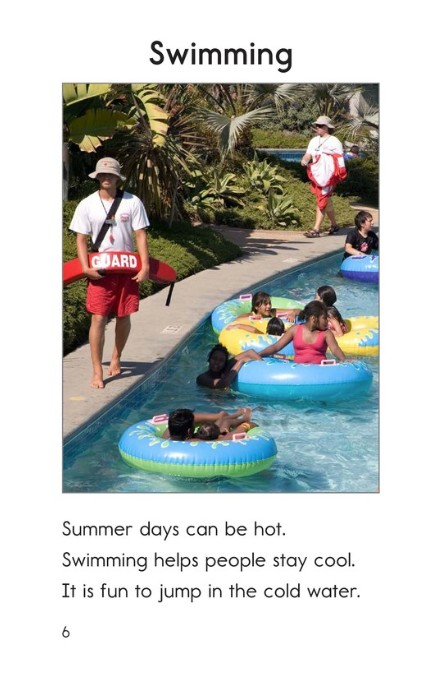 Swimming
GUARD
Summer days can be hot.
Swimming helps people stay cool.
It is fun to jump in the cold water.
6